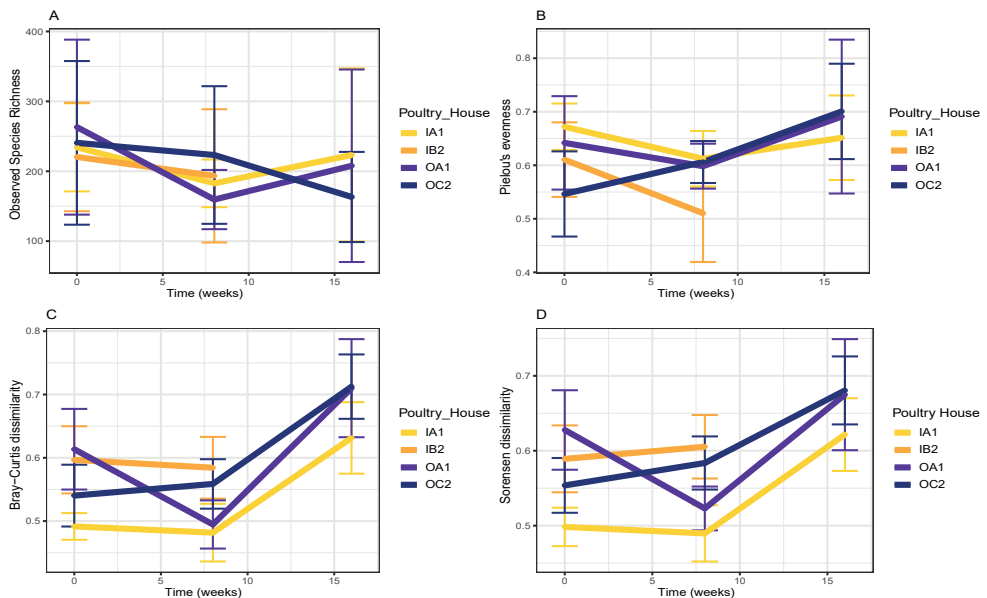 A
Observed Species Richness
400
300
200
100
0
5
10
15
Time (weeks)
Poultry_House
IA1
IB2
OA1
OC2
B
Pielou's evenness
0.8
0.7
0.6
0.5
0.4
0
5
10
15
Time (weeks)
Poultry_House
IA1
IB2
OA1
OC2
C
Bray−Curtis dissimilarity
0.8
0.7
0.6
0.5
0
5
10
15
Time (weeks)
Poultry_House
IA1
IB2
OA1
OC2
D
Sorensen dissimilarity
0.7
0.6
0.5
0
5
10
15
Time (weeks)
Poultry House
IA1
IB2
OA1
OC2